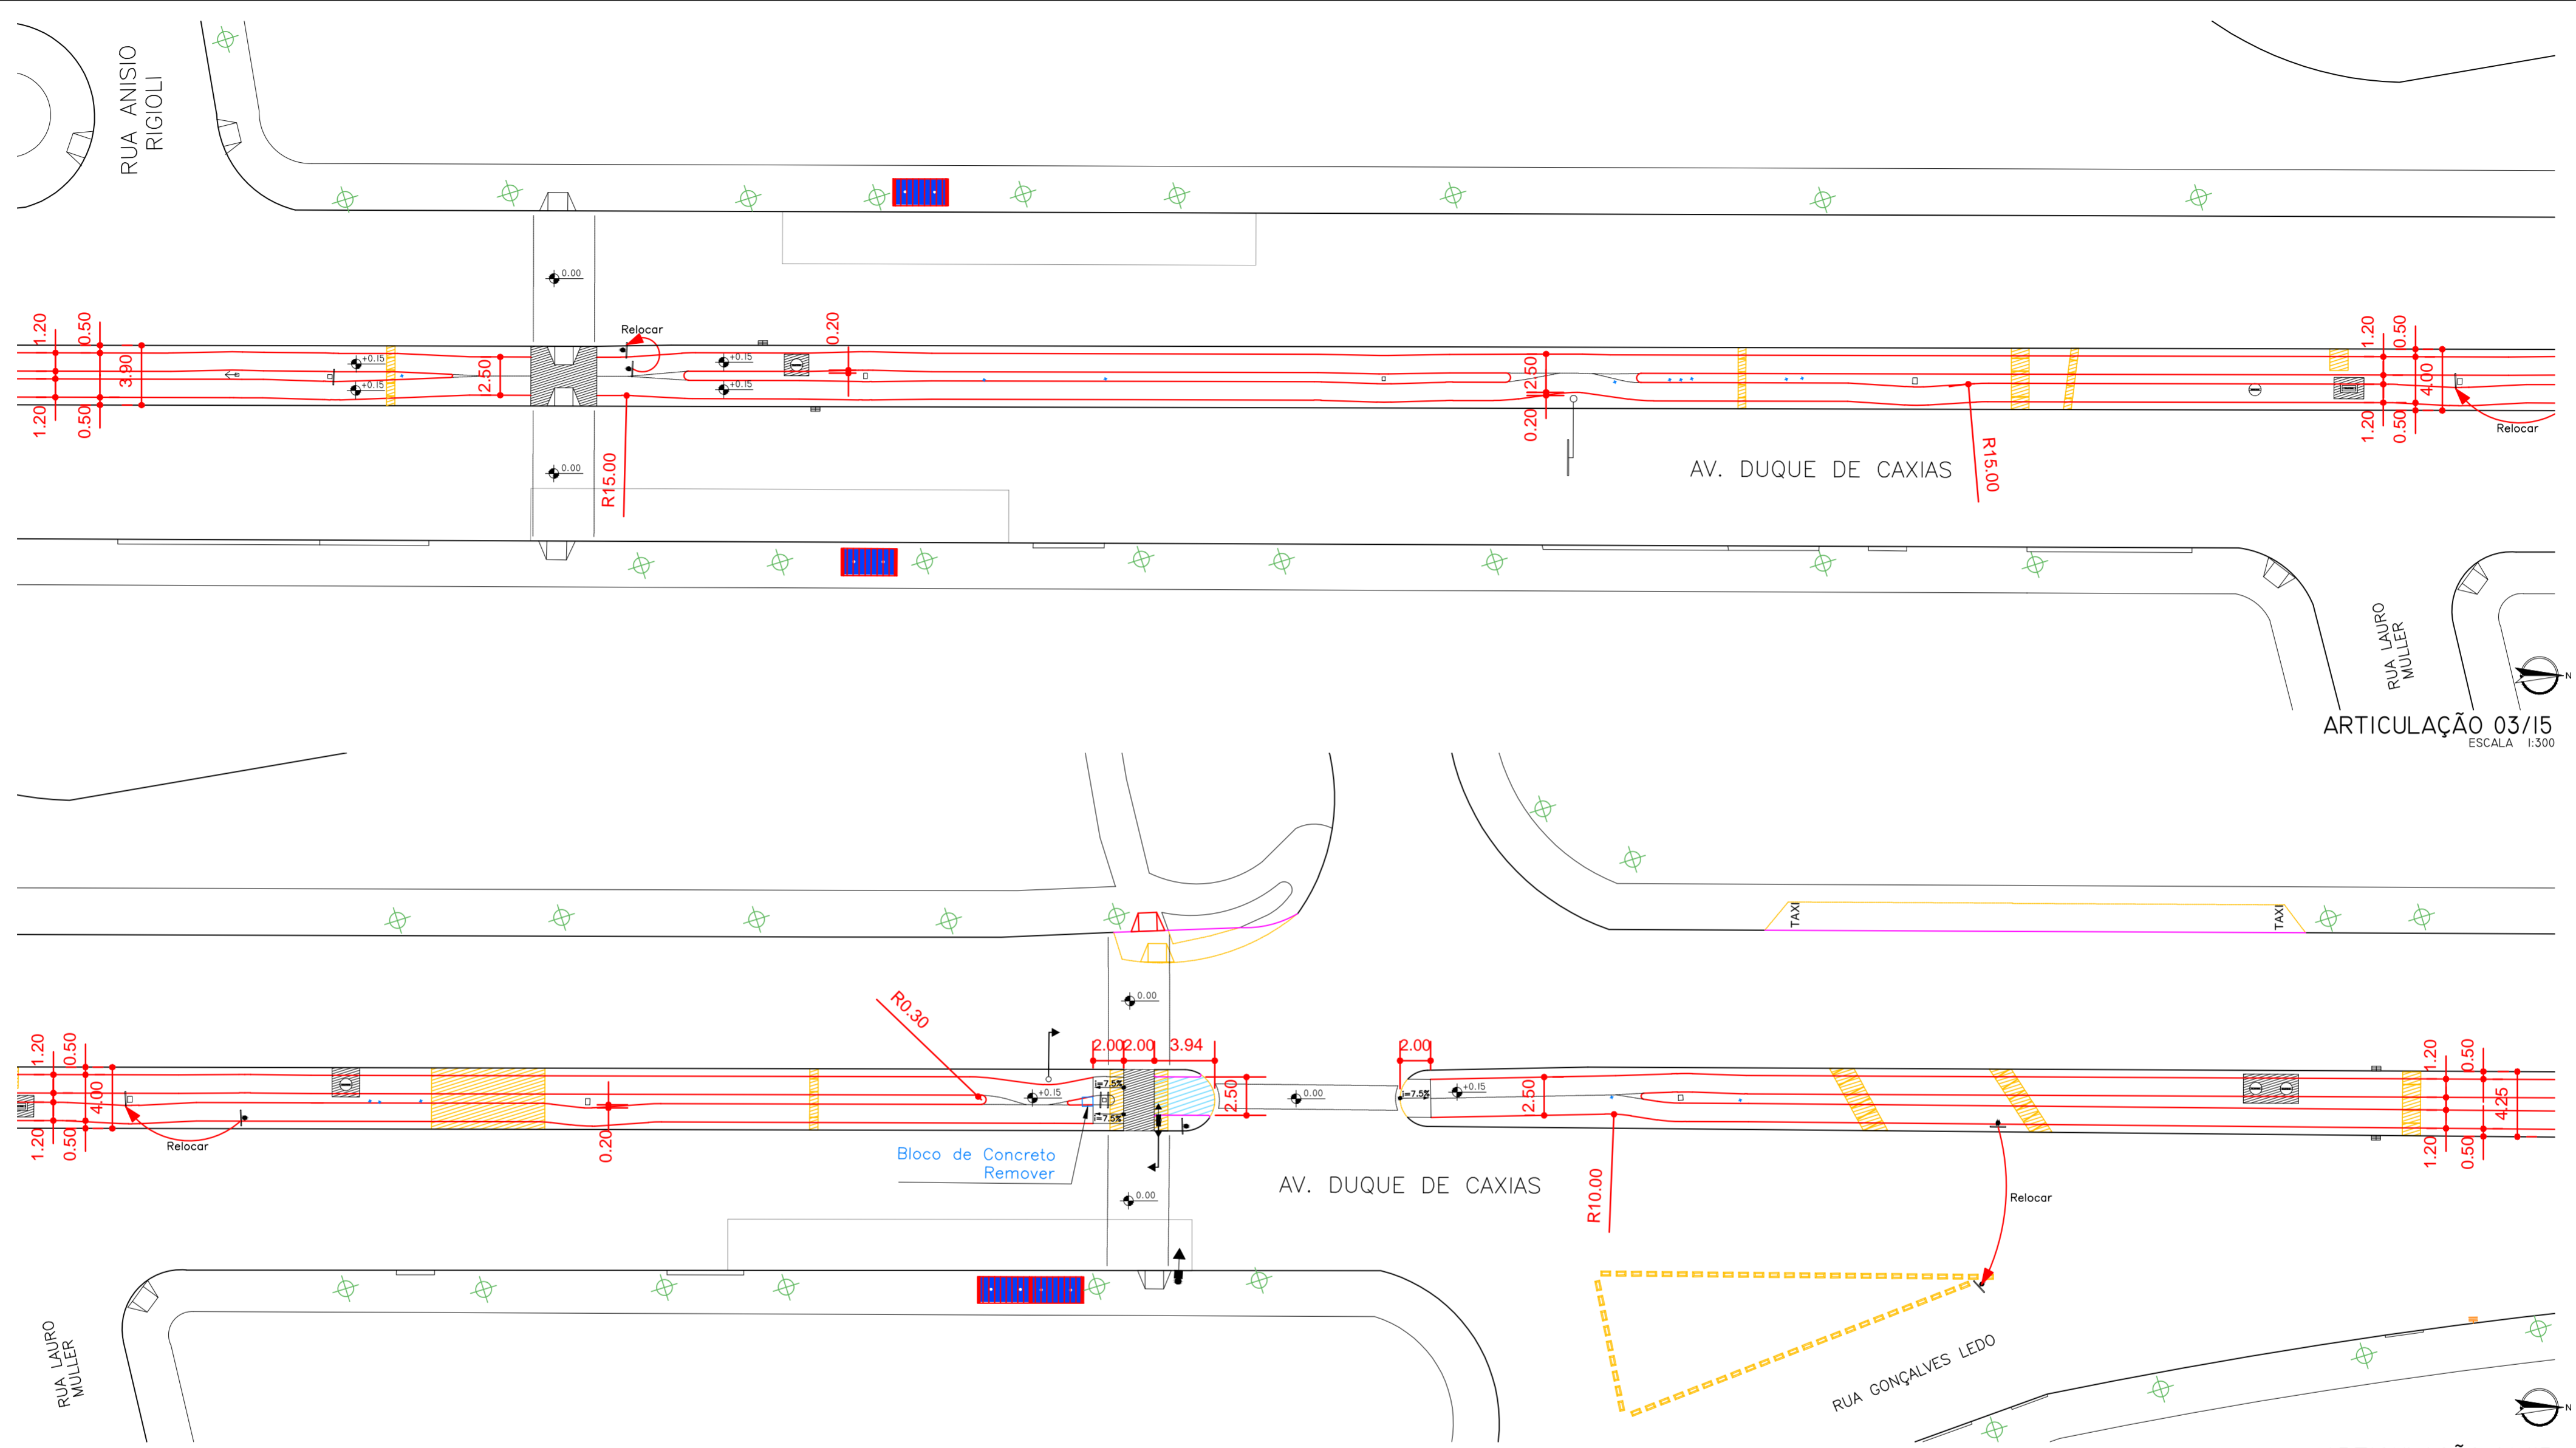 RUA ANISIO
RIGIOLI
0.00
1.20
0.50
3.90
1.20
0.50
+0.15
+0.15
2.50
Relocar
+0.15
+0.15
0.20
2.50
0.20
1.20
0.50
4.00
1.20
0.50
Relocar
0.00
R15.00
AV. DUQUE DE CAXIAS
R15.00
RUA LAURO
MULLER
N
ARTICULAÇÃO 03/15
ESCALA 1:300
TAXI
TAXI
0.00
R0.30
1.20
0.50
4.00
1.20
0.50
Relocar
0.20
+0.15
2.00
2.00
3.94
i=7.5%
i=7.5%
2.50
0.00
2.00
i=7.5%
+0.15
2.50
1.20
0.50
4.25
1.20
0.50
Bloco de Concreto
Remover
0.00
AV. DUQUE DE CAXIAS
R10.00
Relocar
RUA LAURO
MULLER
RUA GONÇALVES LEDO
N